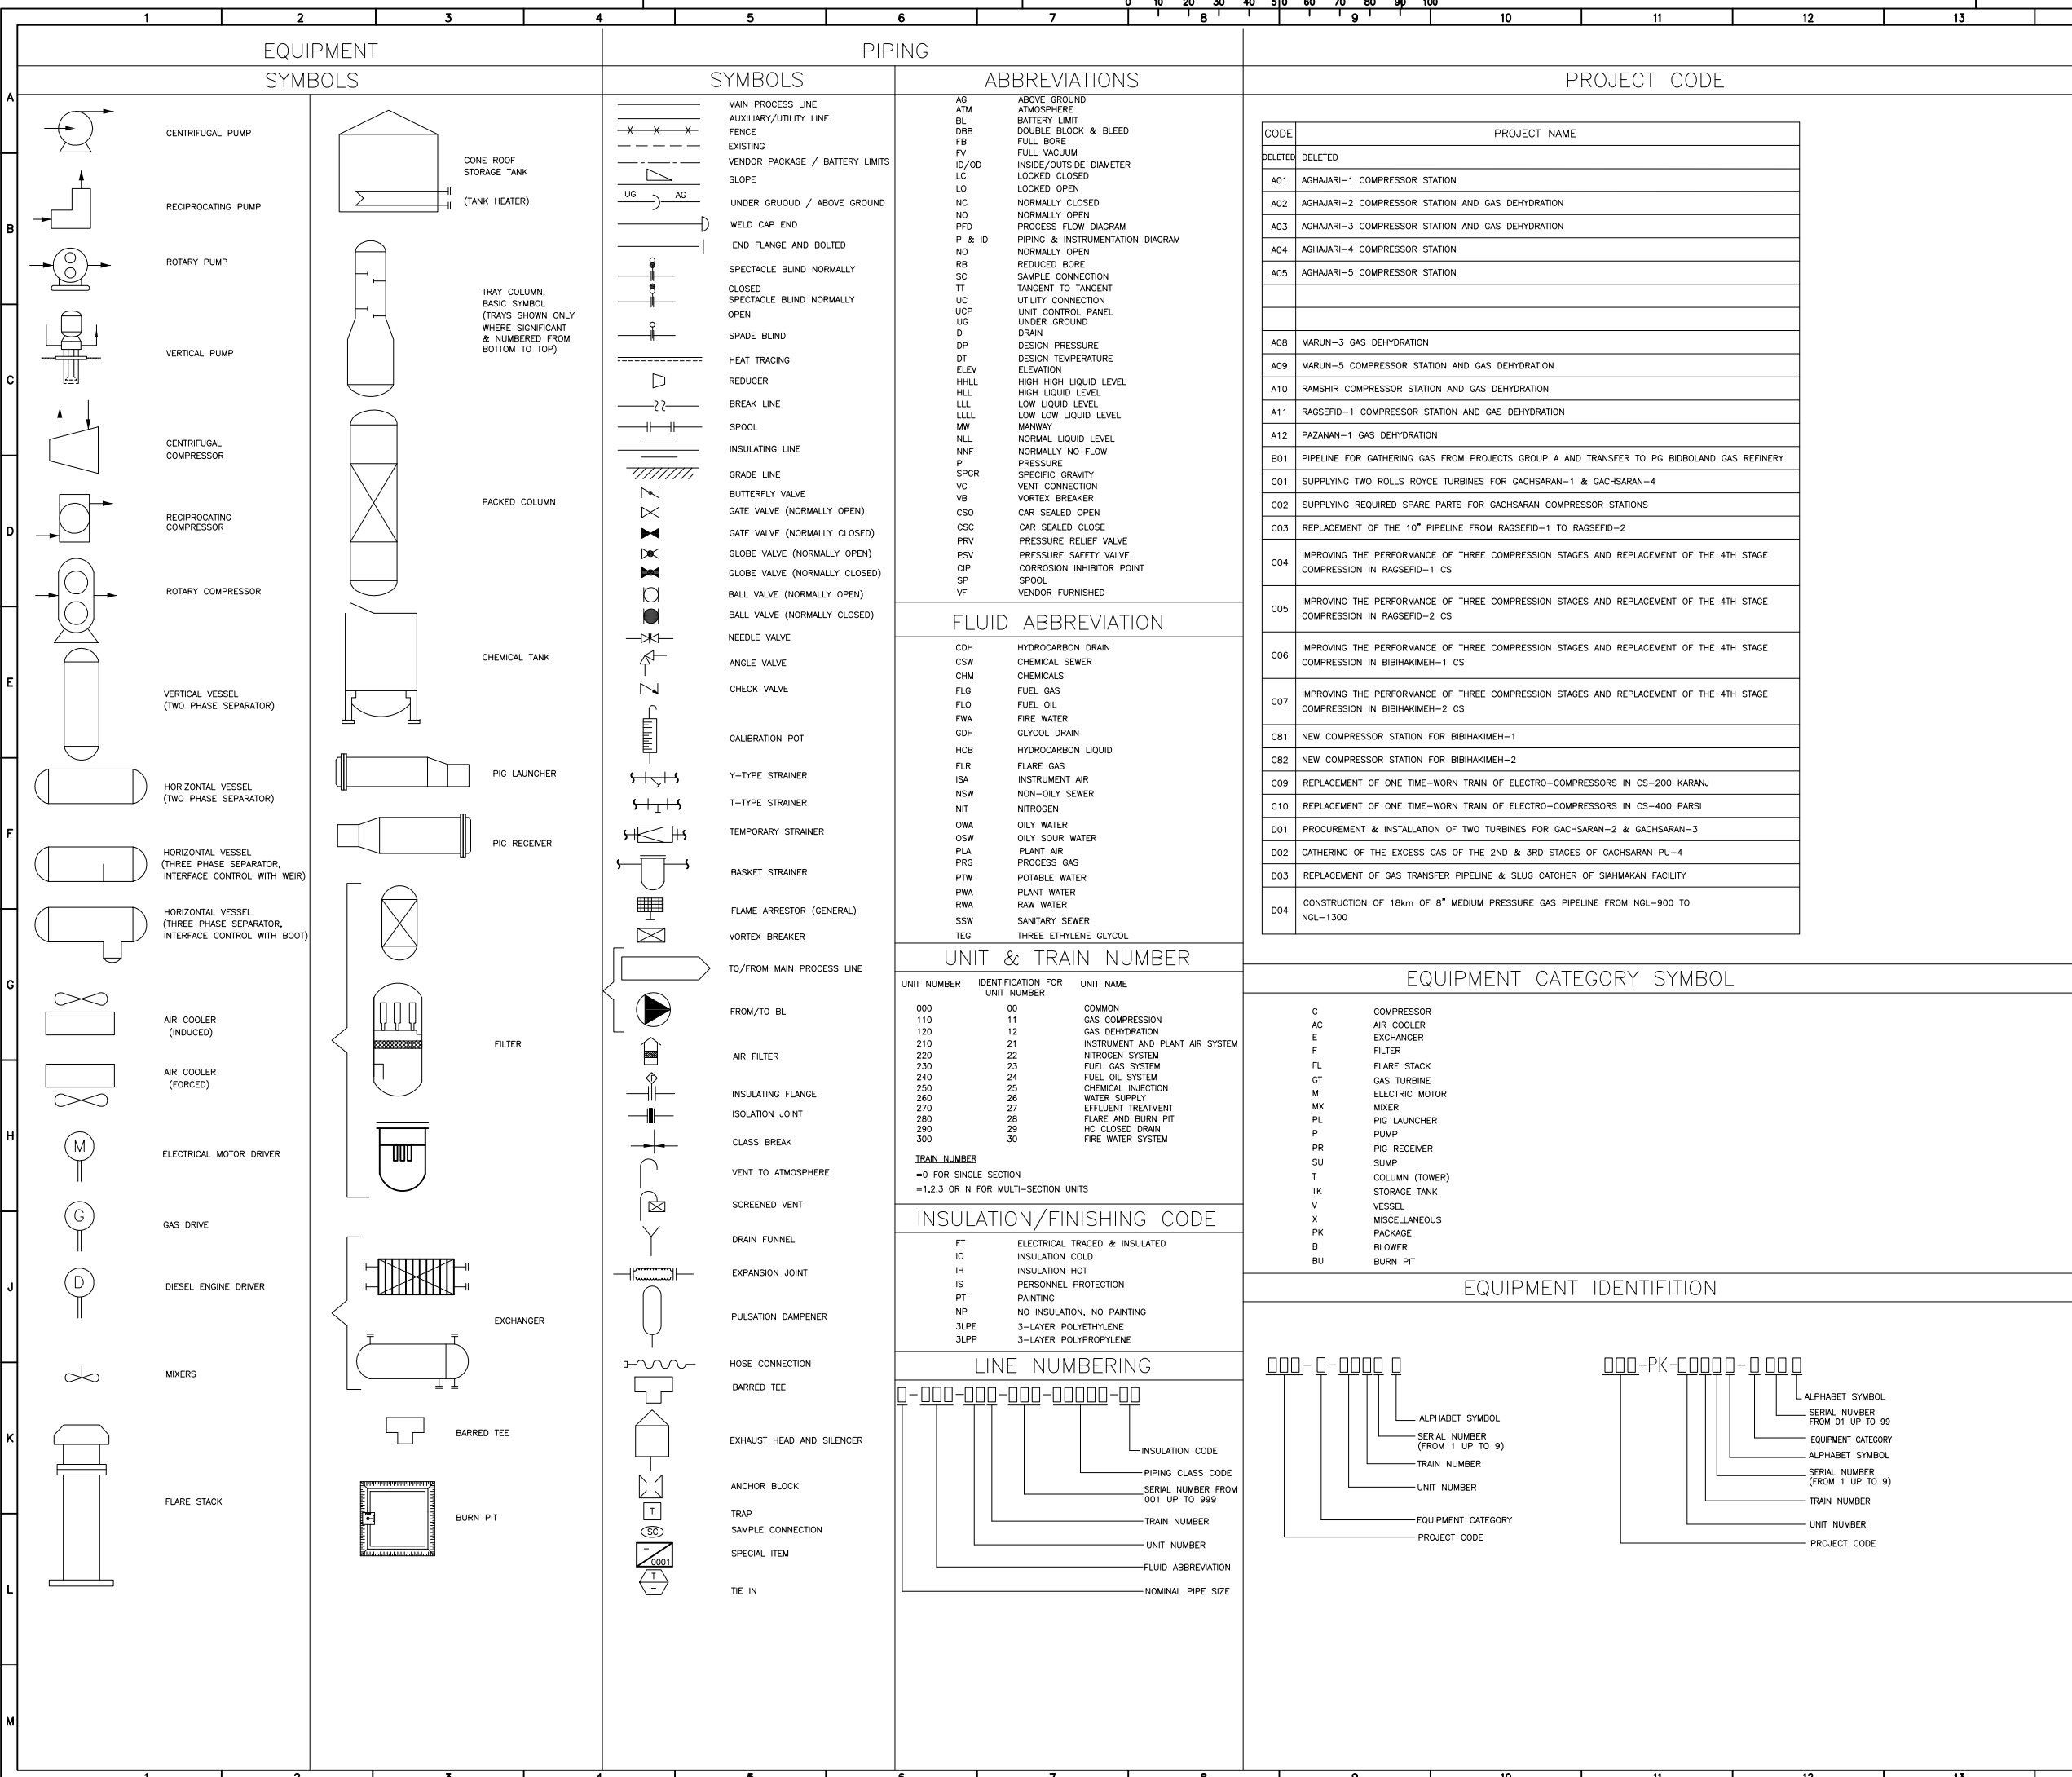 0 10 20 30 40 50 60 70 80 90 100
1 2 3 4 5 6 7 8 9 10 11 12 13
A
B
C
D
E
F
G
H
J
K
L
M
EQUIPMENT
SYMBOLS
CENTRIFUGAL PUMP
RECIPROCATING PUMP
ROTARY PUMP
VERTICAL PUMP
CENTRIFUGAL
COMPRESSOR
RECIPROCATING
COMPRESSOR
ROTARY COMPRESSOR
VERTICAL VESSEL
(TWO PHASE SEPARATOR)
HORIZONTAL VESSEL
(TWO PHASE SEPARATOR)
HORIZONTAL VESSEL
(THREE PHASE SEPARATOR,
INTERFACE CONTROL WITH WEIR)
HORIZONTAL VESSEL
(THREE PHASE SEPARATOR,
INTERFACE CONTROL WITH BOOT)
AIR COOLER
(INDUCED)
AIR COOLER
(FORCED)
M
ELECTRICAL MOTOR DRIVER
G
GAS DRIVE
D
DIESEL ENGINE DRIVER
MIXERS
FLARE STACK
CONE ROOF
STORAGE TANK
(TANK HEATER)
TRAY COLUMN,
BASIC SYMBOL
(TRAYS SHOWN ONLY
WHERE SIGNIFICANT
& NUMBERED FROM
BOTTOM TO TOP)
PACKED COLUMN
CHEMICAL TANK
PIG LAUNCHER
PIG RECEIVER
FILTER
EXCHANGER
BARRED TEE
BURN PIT
PIPING
SYMBOLS
MAIN PROCESS LINE
AUXILIARY/UTILITY LINE
FENCE
EXISTING
VENDOR PACKAGE / BATTERY LIMITS
SLOPE
UG AG
UNDER GRUOUD / ABOVE GROUND
WELD CAP END
END FLANGE AND BOLTED
SPECTACLE BLIND NORMALLY
CLOSED
SPECTACLE BLIND NORMALLY
OPEN
SPADE BLIND
HEAT TRACING
REDUCER
BREAK LINE
SPOOL
INSULATING LINE
GRADE LINE
BUTTERFLY VALVE
GATE VALVE (NORMALLY OPEN)
GATE VALVE (NORMALLY CLOSED)
GLOBE VALVE (NORMALLY OPEN)
GLOBE VALVE (NORMALLY CLOSED)
BALL VALVE (NORMALLY OPEN)
BALL VALVE (NORMALLY CLOSED)
NEEDLE VALVE
ANGLE VALVE
CHECK VALVE
CALIBRATION POT
Y-TYPE STRAINER
T-TYPE STRAINER
TEMPORARY STRAINER
BASKET STRAINER
FLAME ARRESTOR (GENERAL)
VORTEX BREAKER
TO/FROM MAIN PROCESS LINE
FROM/TO BL
AIR FILTER
INSULATING FLANGE
ISOLATION JOINT
CLASS BREAK
VENT TO ATMOSPHERE
SCREENED VENT
DRAIN FUNNEL
EXPANSION JOINT
PULSATION DAMPENER
HOSE CONNECTION
BARRED TEE
EXHAUST HEAD AND SILENCER
ANCHOR BLOCK
T
TRAP
SC
SAMPLE CONNECTION
- 0001
SPECIAL ITEM
T
-
TIE IN
ABBREVIATIONS
AG ABOVE GROUND
ATM ATMOSPHERE
BL BATTERY LIMIT
DBB DOUBLE BLOCK & BLEED
FB FULL BORE
FV FULL VACUUM
ID/OD INSIDE/OUTSIDE DIAMETER
LC LOCKED CLOSED
LO LOCKED OPEN
NC NORMALLY CLOSED
NO NORMALLY OPEN
PFD PROCESS FLOW DIAGRAM
P & ID PIPING & INSTRUMENTATION DIAGRAM
NO NORMALLY OPEN
RB REDUCED BORE
SC SAMPLE CONNECTION
TT TANGENT TO TANGENT
UC UTILITY CONNECTION
UCP UNIT CONTROL PANEL
UG UNDER GROUND
D DRAIN
DP DESIGN PRESSURE
DT DESIGN TEMPERATURE
ELEV ELEVATION
HHLL HIGH HIGH LIQUID LEVEL
HLL HIGH LIQUID LEVEL
LLL LOW LIQUID LEVEL
LLLL LOW LOW LIQUID LEVEL
MW MANWAY
NLL NORMAL LIQUID LEVEL
NNF NORMALLY NO FLOW
P PRESSURE
SPGR SPECIFIC GRAVITY
VC VENT CONNECTION
VB VORTEX BREAKER
CSO CAR SEALED OPEN
CSC CAR SEALED CLOSE
PRV PRESSURE RELIEF VALVE
PSV PRESSURE SAFETY VALVE
CIP CORROSION INHIBITOR POINT
SP SPOOL
VF VENDOR FURNISHED
FLUID ABBREVIATION
CDH HYDROCARBON DRAIN
CSW CHEMICAL SEWER
CHM CHEMICALS
FLG FUEL GAS
FLO FUEL OIL
FWA FIRE WATER
GDH GLYCOL DRAIN
HCB HYDROCARBON LIQUID
FLR FLARE GAS
ISA INSTRUMENT AIR
NSW NON-OILY SEWER
NIT NITROGEN
OWA OILY WATER
OSW OILY SOUR WATER
PLA PLANT AIR
PRG PROCESS GAS
PTW POTABLE WATER
PWA PLANT WATER
RWA RAW WATER
SSW SANITARY SEWER
TEG THREE ETHYLENE GLYCOL
UNIT & TRAIN NUMBER
UNIT NUMBER IDENTIFICATION FOR UNIT NAME
UNIT NUMBER
000 00 COMMON
110 11 GAS COMPRESSION
120 12 GAS DEHYDRATION
210 21 INSTRUMENT AND PLANT AIR SYSTEM
220 22 NITROGEN SYSTEM
230 23 FUEL GAS SYSTEM
240 24 FUEL OIL SYSTEM
250 25 CHEMICAL INJECTION
260 26 WATER SUPPLY
270 27 EFFLUENT TREATMENT
280 28 FLARE AND BURN PIT
290 29 HC CLOSED DRAIN
300 30 FIRE WATER SYSTEM
TRAIN NUMBER
=0 FOR SINGLE SECTION
=1,2,3 OR N FOR MULTI-SECTION UNITS
INSULATION/FINISHING CODE
ET ELECTRICAL TRACED & INSULATED
IC INSULATION COLD
IH INSULATION HOT
IS PERSONNEL PROTECTION
PT PAINTING
NP NO INSULATION, NO PAINTING
3LPE 3-LAYER POLYETHYLENE
3LPP 3-LAYER POLYPROPYLENE
LINE NUMBERING
INSULATION CODE
PIPING CLASS CODE
SERIAL NUMBER FROM
001 UP TO 999
TRAIN NUMBER
UNIT NUMBER
FLUID ABBREVIATION
NOMINAL PIPE SIZE
PROJECT CODE
CODE PROJECT NAME
DELETED DELETED
A01 AGHAJARI-1 COMPRESSOR STATION
A02 AGHAJARI-2 COMPRESSOR STATION AND GAS DEHYDRATION
A03 AGHAJARI-3 COMPRESSOR STATION AND GAS DEHYDRATION
A04 AGHAJARI-4 COMPRESSOR STATION
A05 AGHAJARI-5 COMPRESSOR STATION
A08 MARUN-3 GAS DEHYDRATION
A09 MARUN-5 COMPRESSOR STATION AND GAS DEHYDRATION
A10 RAMSHIR COMPRESSOR STATION AND GAS DEHYDRATION
A11 RAGSEFID-1 COMPRESSOR STATION AND GAS DEHYDRATION
A12 PAZANAN-1 GAS DEHYDRATION
B01 PIPELINE FOR GATHERING GAS FROM PROJECTS GROUP A AND TRANSFER TO PG BIDBOLAND GAS REFINERY
C01 SUPPLYING TWO ROLLS ROYCE TURBINES FOR GACHSARAN-1 & GACHSARAN-4
C02 SUPPLYING REQUIRED SPARE PARTS FOR GACHSARAN COMPRESSOR STATIONS
C03 REPLACEMENT OF THE 10" PIPELINE FROM RAGSEFID-1 TO RAGSEFID-2
C04 IMPROVING THE PERFORMANCE OF THREE COMPRESSION STAGES AND REPLACEMENT OF THE 4TH STAGE
COMPRESSION IN RAGSEFID-1 CS
C05 IMPROVING THE PERFORMANCE OF THREE COMPRESSION STAGES AND REPLACEMENT OF THE 4TH STAGE
COMPRESSION IN RAGSEFID-2 CS
C06 IMPROVING THE PERFORMANCE OF THREE COMPRESSION STAGES AND REPLACEMENT OF THE 4TH STAGE
COMPRESSION IN BIBIHAKIMEH-1 CS
C07 IMPROVING THE PERFORMANCE OF THREE COMPRESSION STAGES AND REPLACEMENT OF THE 4TH STAGE
COMPRESSION IN BIBIHAKIMEH-2 CS
C81 NEW COMPRESSOR STATION FOR BIBIHAKIMEH-1
C82 NEW COMPRESSOR STATION FOR BIBIHAKIMEH-2
C09 REPLACEMENT OF ONE TIME-WORN TRAIN OF ELECTRO-COMPRESSORS IN CS-200 KARANJ
C10 REPLACEMENT OF ONE TIME-WORN TRAIN OF ELECTRO-COMPRESSORS IN CS-400 PARSI
D01 PROCUREMENT & INSTALLATION OF TWO TURBINES FOR GACHSARAN-2 & GACHSARAN-3
D02 GATHERING OF THE EXCESS GAS OF THE 2ND & 3RD STAGES OF GACHSARAN PU-4
D03 REPLACEMENT OF GAS TRANSFER PIPELINE & SLUG CATCHER OF SIAHMAKAN FACILITY
D04 CONSTRUCTION OF 18km OF 8" MEDIUM PRESSURE GAS PIPELINE FROM NGL-900 TO
NGL-1300
EQUIPMENT CATEGORY SYMBOL
C COMPRESSOR
AC AIR COOLER
E EXCHANGER
F FILTER
FL FLARE STACK
GT GAS TURBINE
M ELECTRIC MOTOR
MX MIXER
PL PIG LAUNCHER
P PUMP
PR PIG RECEIVER
SU SUMP
T COLUMN (TOWER)
TK STORAGE TANK
V VESSEL
X MISCELLANEOUS
PK PACKAGE
B BLOWER
BU BURN PIT
EQUIPMENT IDENTIFITION
ALPHABET SYMBOL
SERIAL NUMBER
(FROM 1 UP TO 9)
TRAIN NUMBER
UNIT NUMBER
EQUIPMENT CATEGORY
PROJECT CODE
-PK-
ALPHABET SYMBOL
SERIAL NUMBER
FROM 01 UP TO 99
EQUIPMENT CATEGORY
ALPHABET SYMBOL
SERIAL NUMBER
(FROM 1 UP TO 9)
TRAIN NUMBER
UNIT NUMBER
PROJECT CODE
1 2 3 4 5 6 7 8 9 10 11 12 13